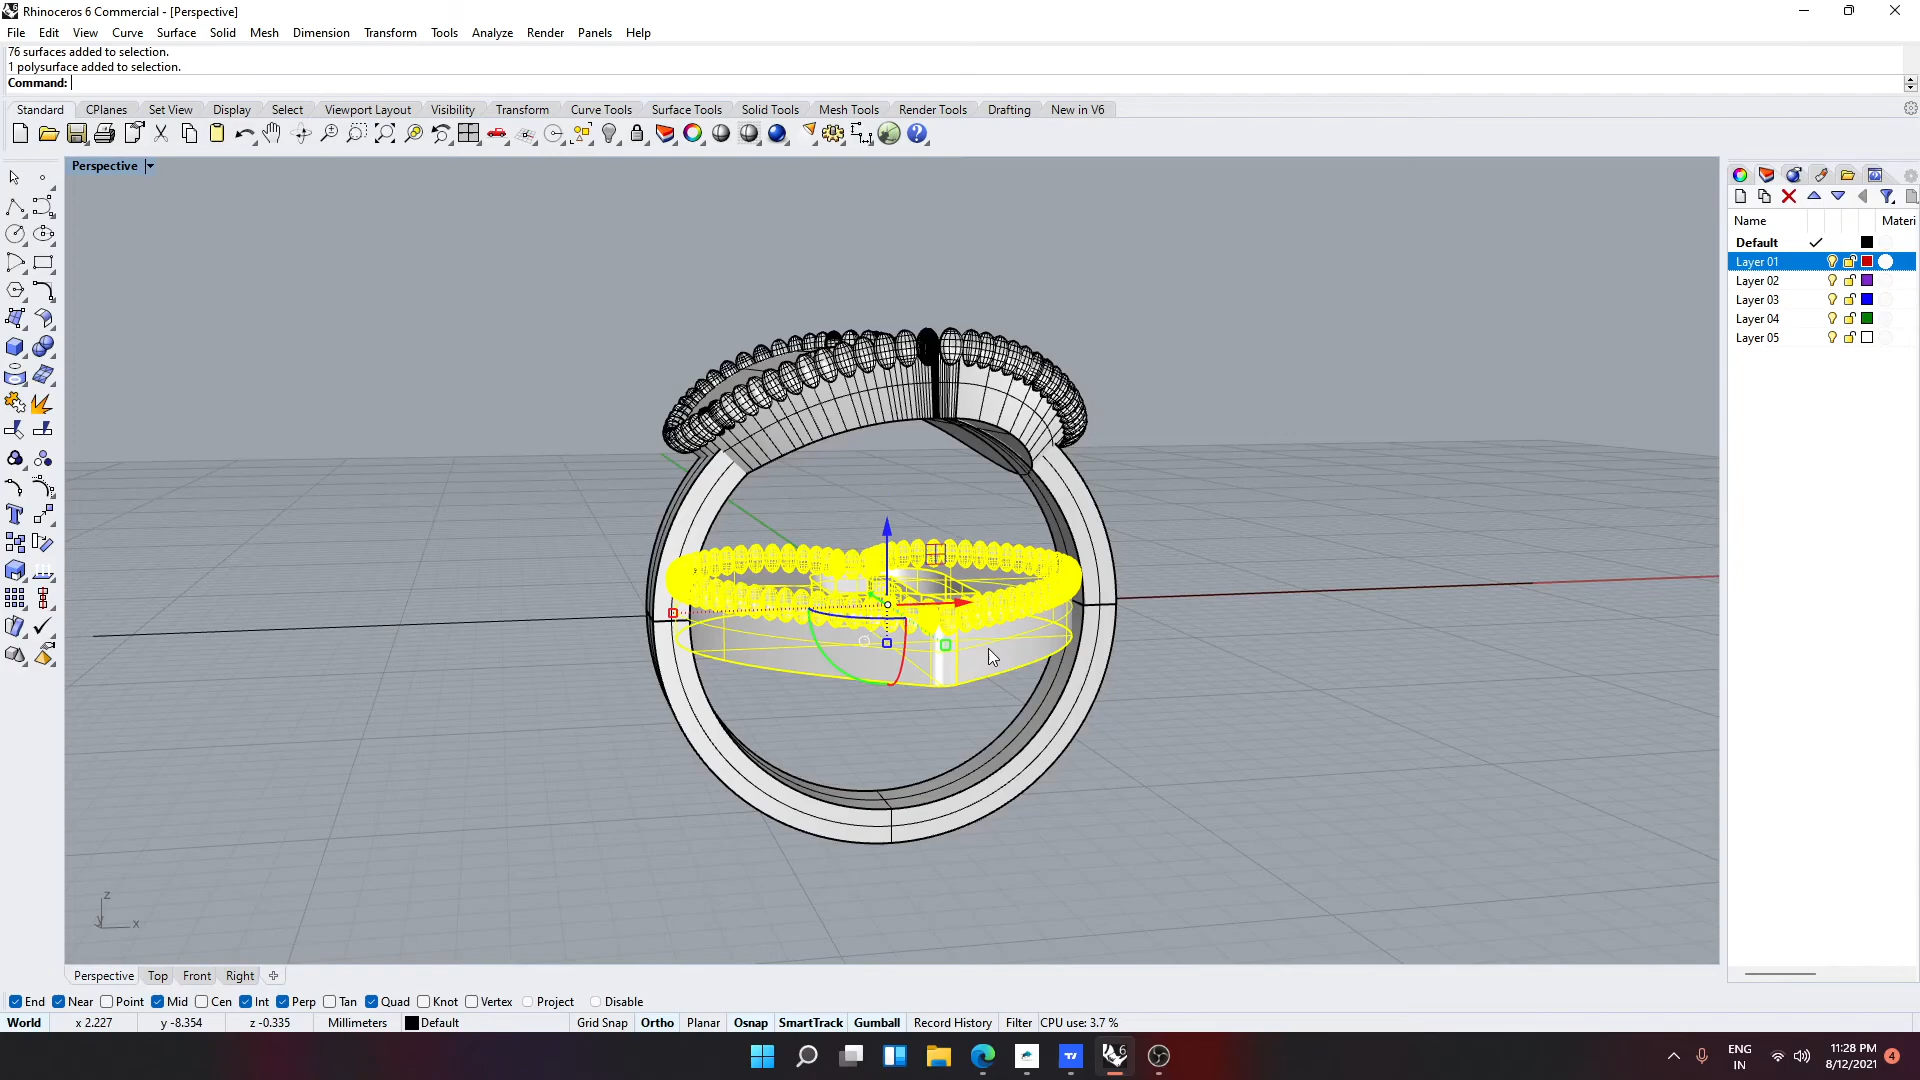 Rhinoceros 6 Commercial - [Perspective]
File Edit View Curve Surface Solid Mesh Dimension Transform Tools Analyze Render Panels Help
76 surfaces added to selection.
1 polysurface added to selection.
Command:
Standard CPlanes Set View Display Select Viewport Layout Visibility Transform Curve Tools Surface Tools Solid Tools Mesh Tools Render Tools Drafting New in V6
Perspective
Name Materi
Default
Layer 01
Layer 02
Layer 03
Layer 04
Layer 05
z
y x
Perspective Top Front Right
End Near Point Mid Cen Int Perp Tan Quad Knot Vertex Project Disable
World x 2.227 y -8.354 z -0.335 Millimeters Default Grid Snap Ortho Planar Osnap SmartTrack Gumball Record History Filter CPU use: 3.7 %
ENG
IN
11:28 PM
8/12/2021
4